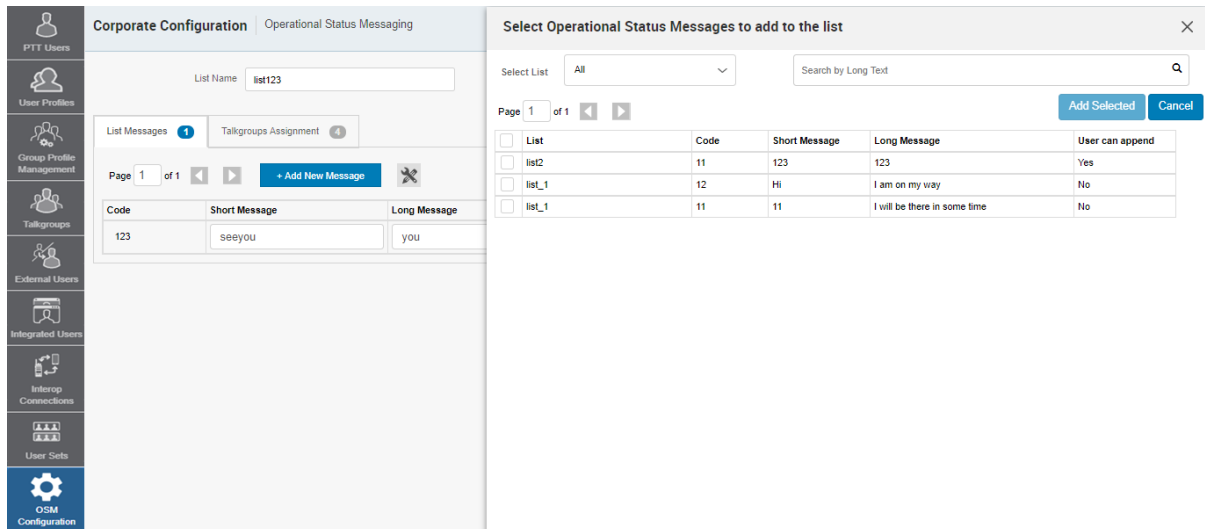 PTT Users
User Profiles
Group Profile
Management
Talkgroups
External Users
Integrated Users
Interop
Connections
User Sets
OSM
Configuration
Corporate Configuration Operational Status Messaging
List Name list123
List Messages 1 Talkgroups Assignment 4
Page 1 of 1 + Add New Message
Code Short Message Long Message
123 seeyou you
Select Operational Status Messages to add to the list
Select List All Search by Long Text
Page 1 of 1 Add Selected Cancel
List Code Short Message Long Message User can append
list2 11 123 123 Yes
list_1 12 Hi I am on my way No
list_1 11 11 I will be there in some time No